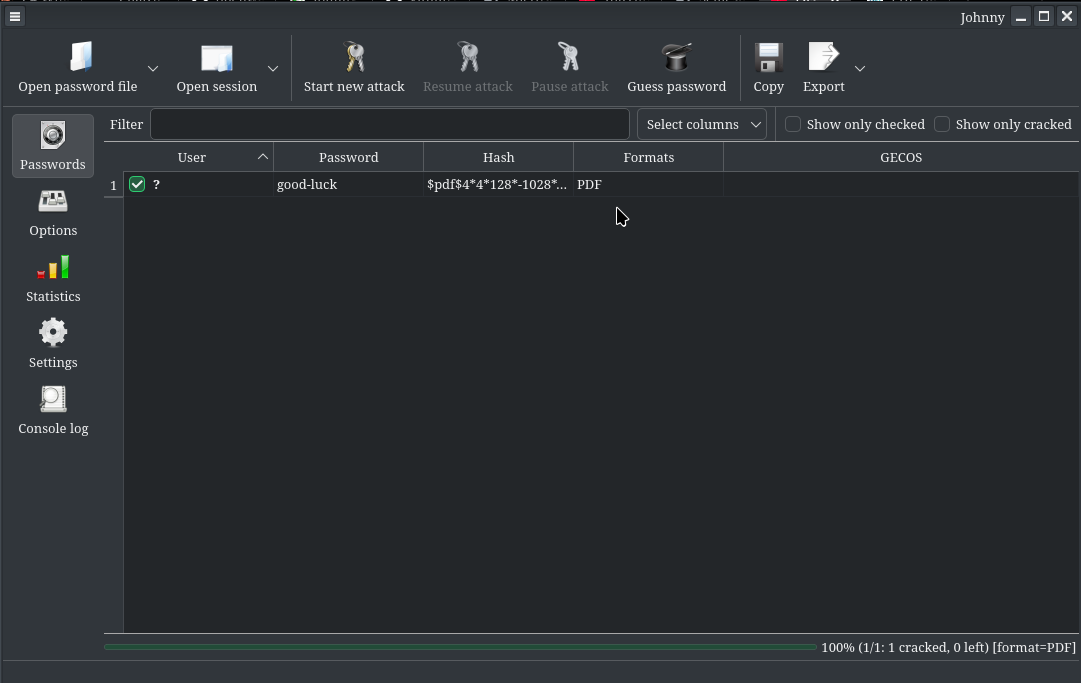 Johnny
Open password file
Open session
Start new attack
Resume attack
Pause attack
Guess password
Copy
Export
Filter
Select columns
Show only checked
Show only cracked
Passwords
Options
Statistics
Settings
Console log
User
Password
Hash
Formats
GECOS
1
?
good-luck
$pdf$4*4*128*-1028*...
PDF
100% (1/1: 1 cracked, 0 left) [format=PDF]